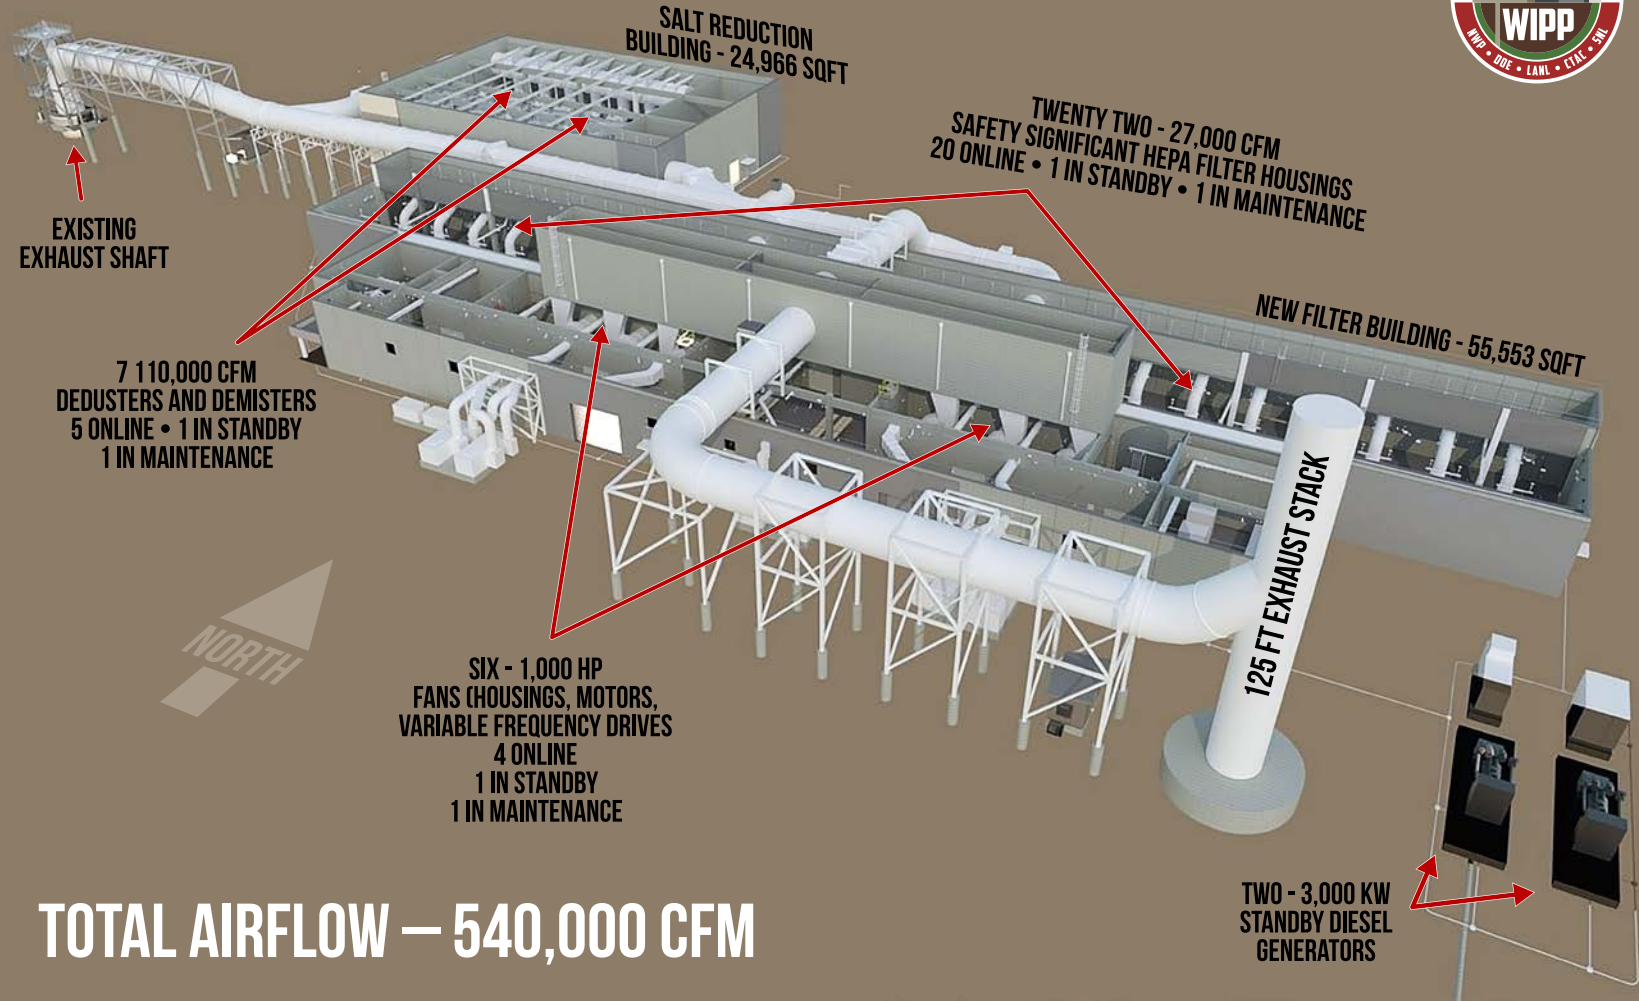 SALT REDUCTION
BUILDING - 24,966 SQFT
WIPP
NWP • DOE • LANL • CTAC • SNL
TWENTY TWO - 27,000 CFM
SAFETY SIGNIFICANT HEPA FILTER HOUSINGS
20 ONLINE • 1 IN STANDBY • 1 IN MAINTENANCE
EXISTING
EXHAUST SHAFT
NEW FILTER BUILDING - 55,553 SQFT
7 110,000 CFM
DEDUSTERS AND DEMISTERS
5 ONLINE • 1 IN STANDBY
1 IN MAINTENANCE
125 FT EXHAUST STACK
NORTH
SIX - 1,000 HP
FANS (HOUSINGS, MOTORS,
VARIABLE FREQUENCY DRIVES
4 ONLINE
1 IN STANDBY
1 IN MAINTENANCE
TWO - 3,000 KW
STANDBY DIESEL
GENERATORS
TOTAL AIRFLOW — 540,000 CFM